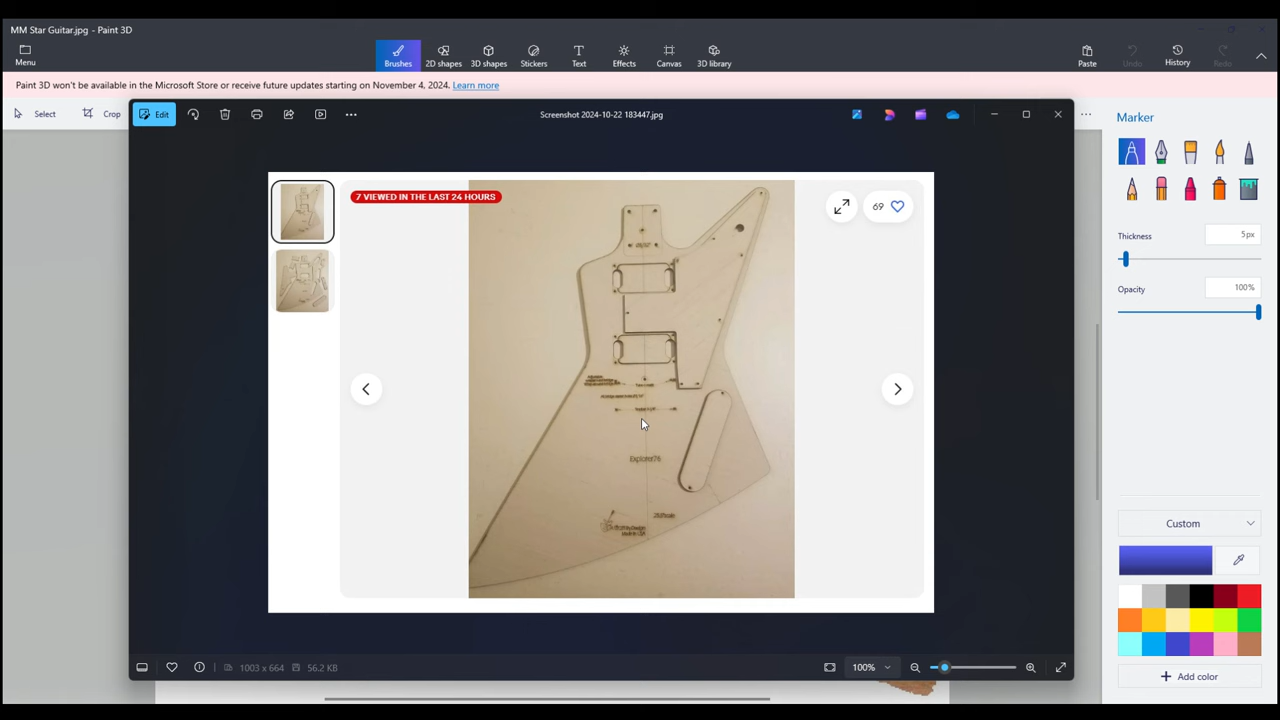 MM Star Guitar.jpg - Paint 3D
Menu
Brushes
2D shapes
3D shapes
Stickers
Text
Effects
Canvas
3D library
Paste
Undo
History
Redo
Paint 3D won't be available in the Microsoft Store or receive future updates starting on November 4, 2024. Learn more
Select
Crop
Edit
Screenshot 2024-10-22 183447.jpg
Marker
7 VIEWED IN THE LAST 24 HOURS
69
Thickness
5px
Opacity
100%
Explorer76
Made in USA
Custom
Add color
1003 x 664
56.2 KB
100%